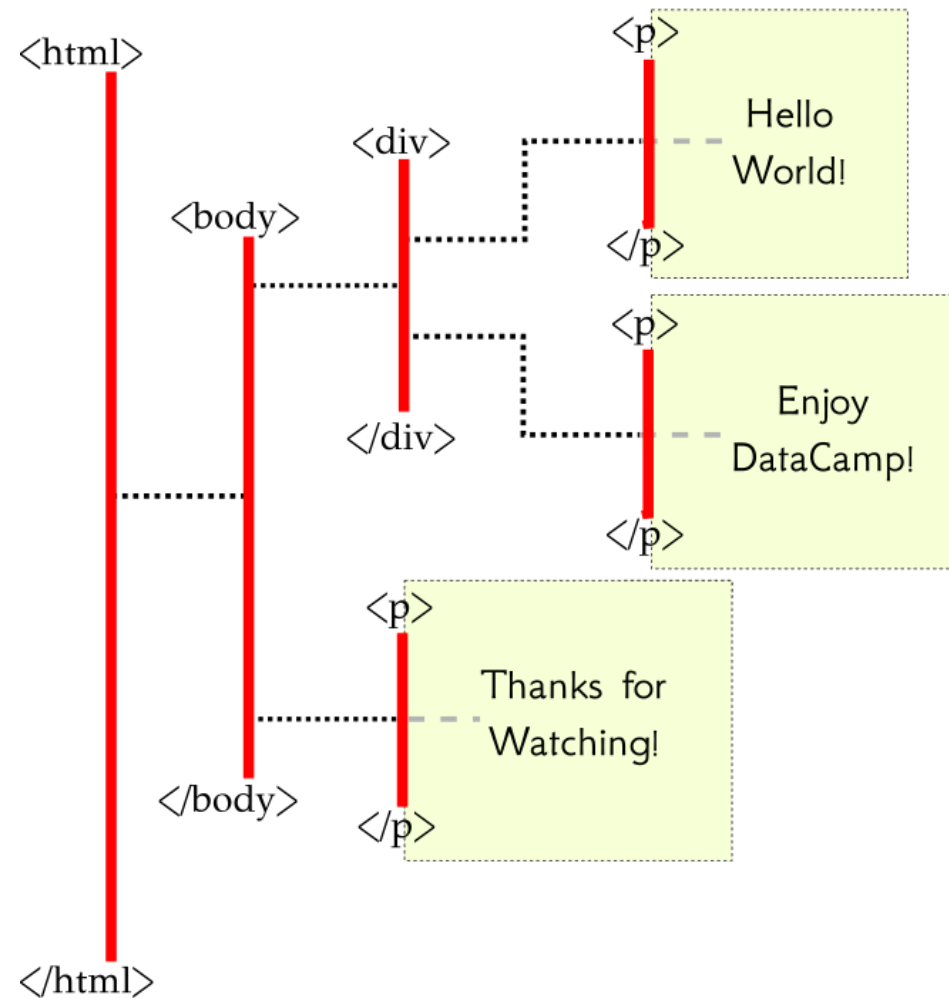 <html>
<body>
<div>
<p>
Hello
World!
</p>
<p>
Enjoy
DataCamp!
</p>
</div>
<p>
Thanks for
Watching!
</p>
</body>
</html>